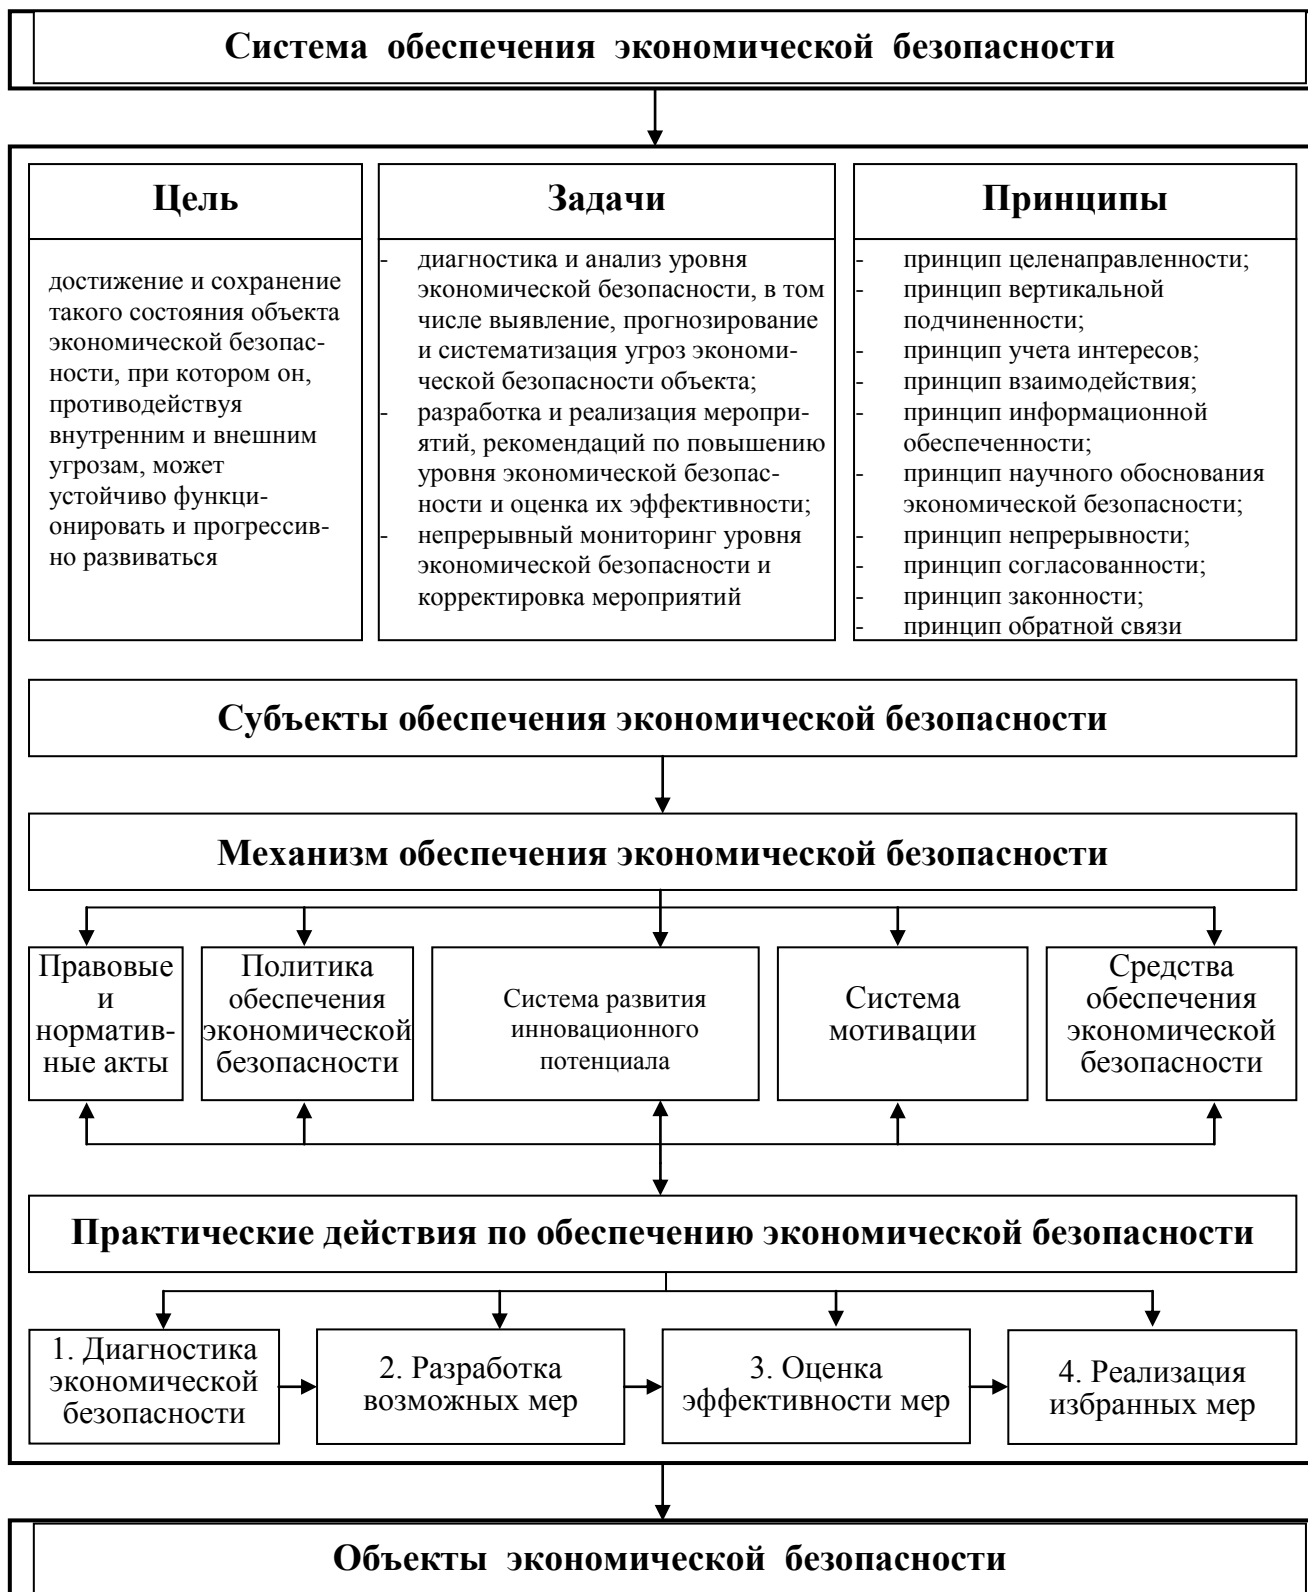 Система обеспечения экономической безопасности
Цель
достижение и сохранение
такого состояния объекта
экономической безопас-
ности, при котором он,
противодействуя
внутренним и внешним
угрозам, может
устойчиво функци-
онировать и прогрессив-
но развиваться
Задачи
- диагностика и анализ уровня
экономической безопасности, в том
числе выявление, прогнозирование
и систематизация угроз экономи-
ческой безопасности объекта;
- разработка и реализация меропри-
ятий, рекомендаций по повышению
уровня экономической безопас-
ности и оценка их эффективности;
- непрерывный мониторинг уровня
экономической безопасности и
корректировка мероприятий
Принципы
- принцип целенаправленности;
- принцип вертикальной
подчиненности;
- принцип учета интересов;
- принцип взаимодействия;
- принцип информационной
обеспеченности;
- принцип научного обоснования
экономической безопасности;
- принцип непрерывности;
- принцип согласованности;
- принцип законности;
- принцип обратной связи
Субъекты обеспечения экономической безопасности
Механизм обеспечения экономической безопасности
Правовые
и
норматив-
ные акты
Политика
обеспечения
экономической
безопасности
Система развития
инновационного
потенциала
Система
мотивации
Средства
обеспечения
экономической
безопасности
Практические действия по обеспечению экономической безопасности
1. Диагностика
экономической
безопасности
2. Разработка
возможных мер
3. Оценка
эффективности мер
4. Реализация
избранных мер
Объекты экономической безопасности